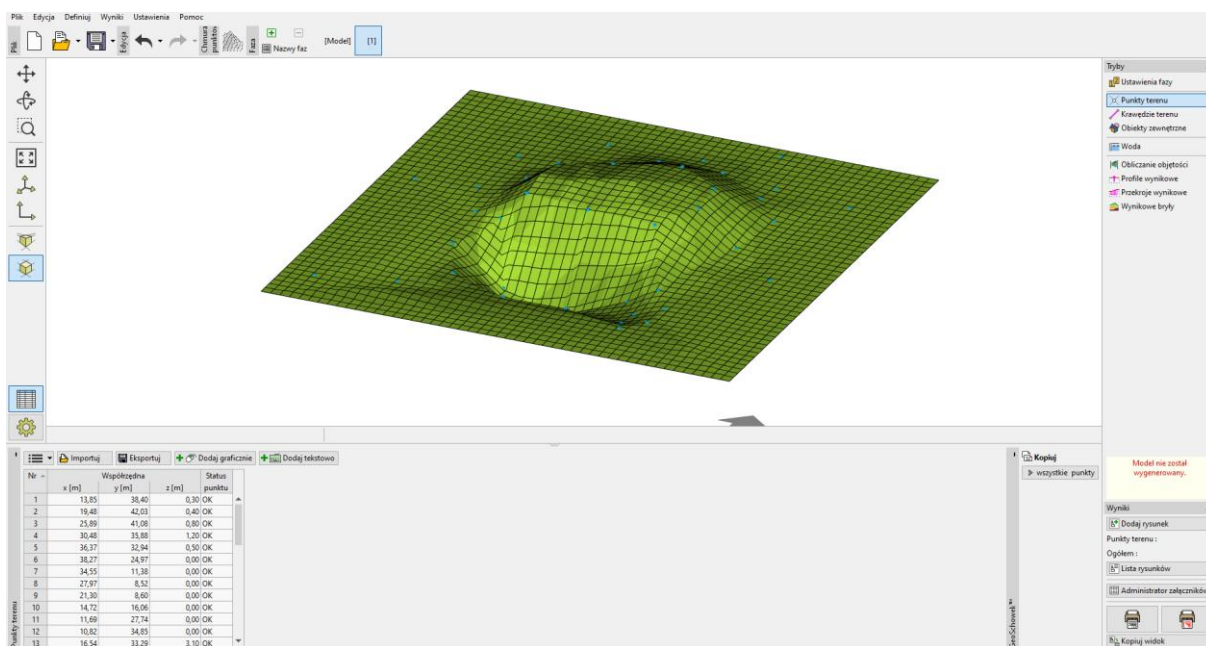 Plik Edycja Definiuj Wyniki Ustawienia Pomoc
Plik
Edycja
Chmura punktów
Faza
Nazwy faz
[Model]
[1]
Tryby
Ustawienia fazy
Punkty terenu
Krawędzie terenu
Obiekty zewnętrzne
Woda
Obliczanie objętości
Profile wynikowe
Przekroje wynikowe
Wynikowe bryły
Importuj Eksportuj Dodaj graficznie Dodaj tekstowo
Nr Współrzędna Status
x [m] y [m] z [m] punktu
1 13,85 38,40 0,30 OK
2 19,48 42,03 0,40 OK
3 25,89 41,08 0,80 OK
4 30,48 35,88 1,20 OK
5 36,37 32,94 0,50 OK
6 38,27 24,97 0,00 OK
7 34,55 11,38 0,00 OK
8 27,97 8,52 0,00 OK
9 21,30 8,60 0,00 OK
10 14,72 16,06 0,00 OK
11 11,69 27,74 0,00 OK
12 10,82 34,85 0,00 OK
13 16,54 33,29 3,10 OK
Punkty terenu
GeoSchowek™
Kopiuj
wszystkie punkty
Model nie został
wygenerowany.
Wyniki
Dodaj rysunek
Punkty terenu :
Ogółem :
Lista rysunków
Administrator załączników
Kopiuj widok